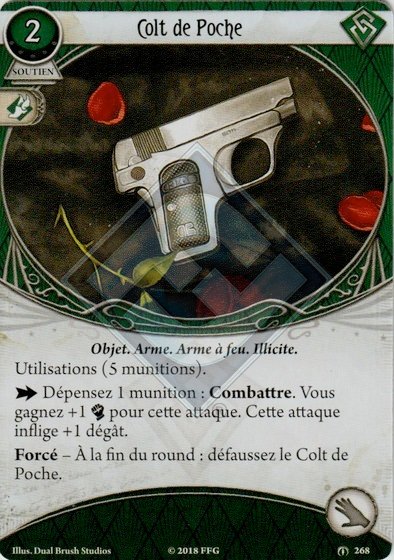 2
Colt de Poche
SOUTIEN
Objet. Arme. Arme à feu. Illicite.
Utilisations (5 munitions).
Dépensez 1 munition : Combattre. Vous
gagnez +1 pour cette attaque. Cette attaque
inflige +1 dégât.
Forcé – À la fin du round : défaussez le Colt de
Poche.
Illus. Dual Brush Studios © 2018 FFG 268